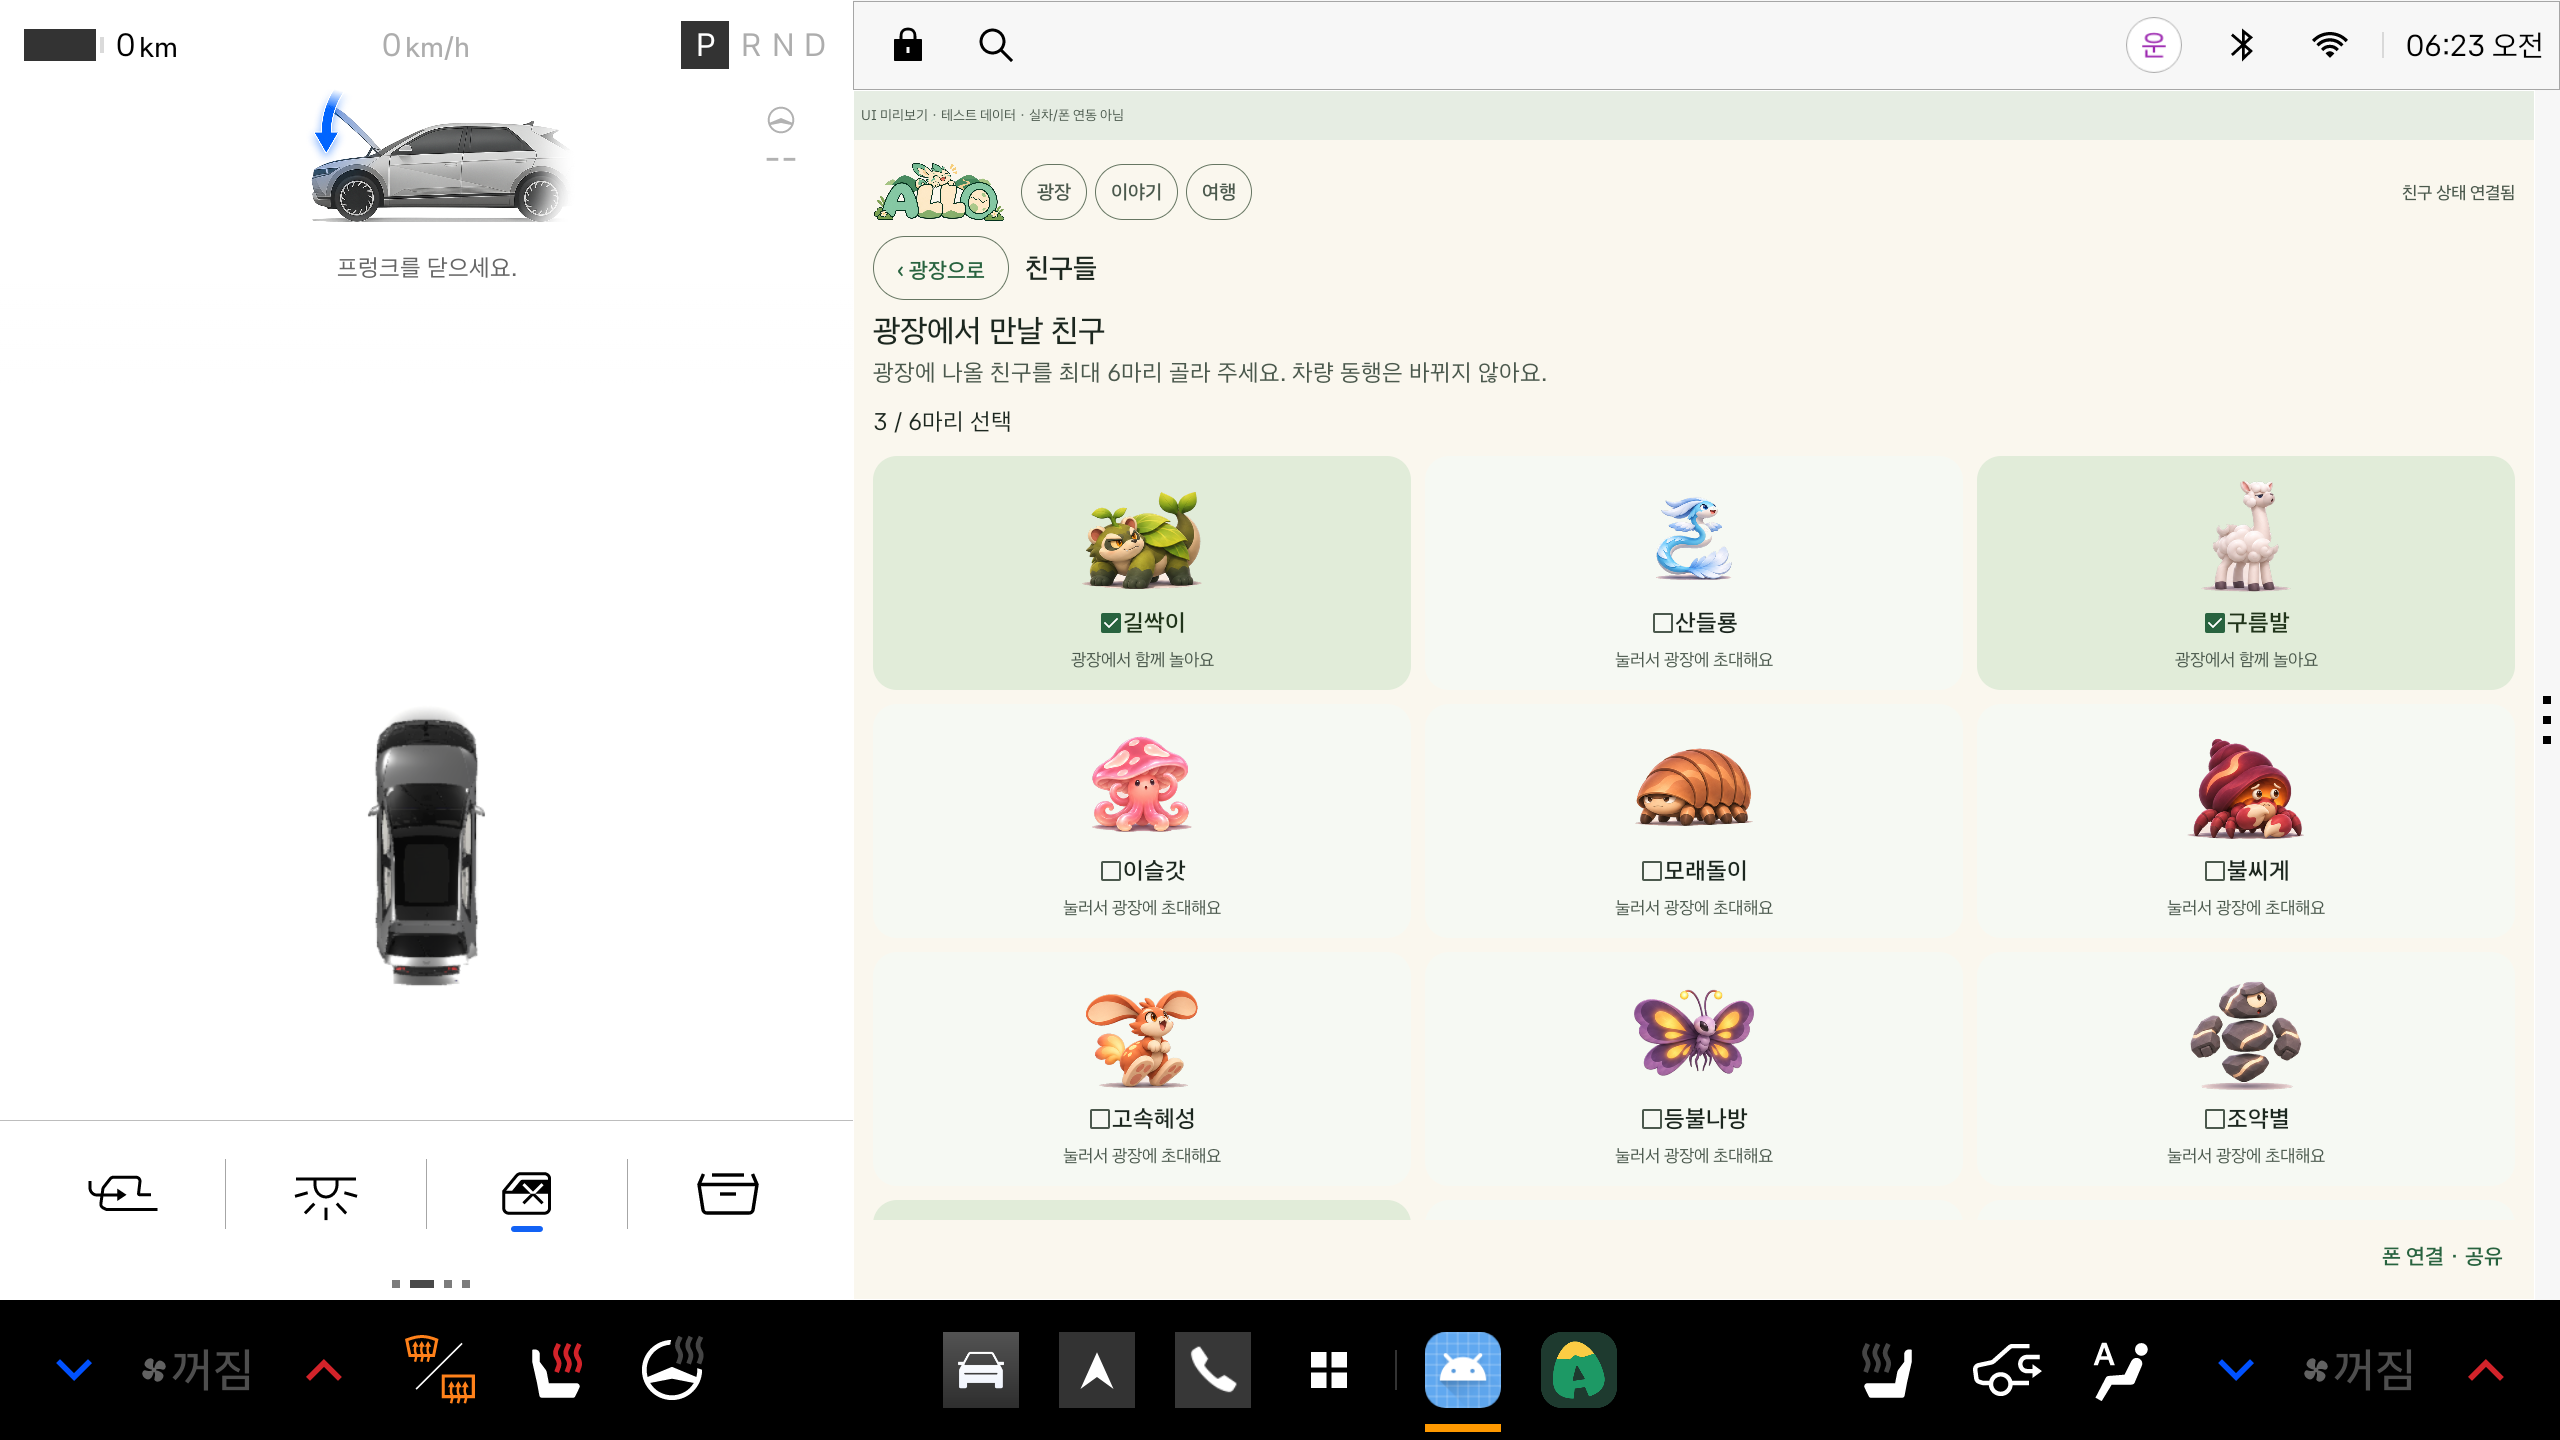 0 km
0 km/h
P R N D
운
06:23 오전
프렁크를 닫으세요.
UI 미리보기 · 테스트 데이터 · 실차/폰 연동 아님
ALLO
광장
이야기
여행
친구 상태 연결됨
‹ 광장으로
친구들
광장에서 만날 친구
광장에 나올 친구를 최대 6마리 골라 주세요. 차량 동행은 바뀌지 않아요.
3 / 6마리 선택
길싹이
광장에서 함께 놀아요
산들룡
눌러서 광장에 초대해요
구름발
광장에서 함께 놀아요
이슬갓
눌러서 광장에 초대해요
모래돌이
눌러서 광장에 초대해요
불씨게
눌러서 광장에 초대해요
고속혜성
눌러서 광장에 초대해요
등불나방
눌러서 광장에 초대해요
조약별
눌러서 광장에 초대해요
폰 연결 · 공유
꺼짐
A
A
꺼짐